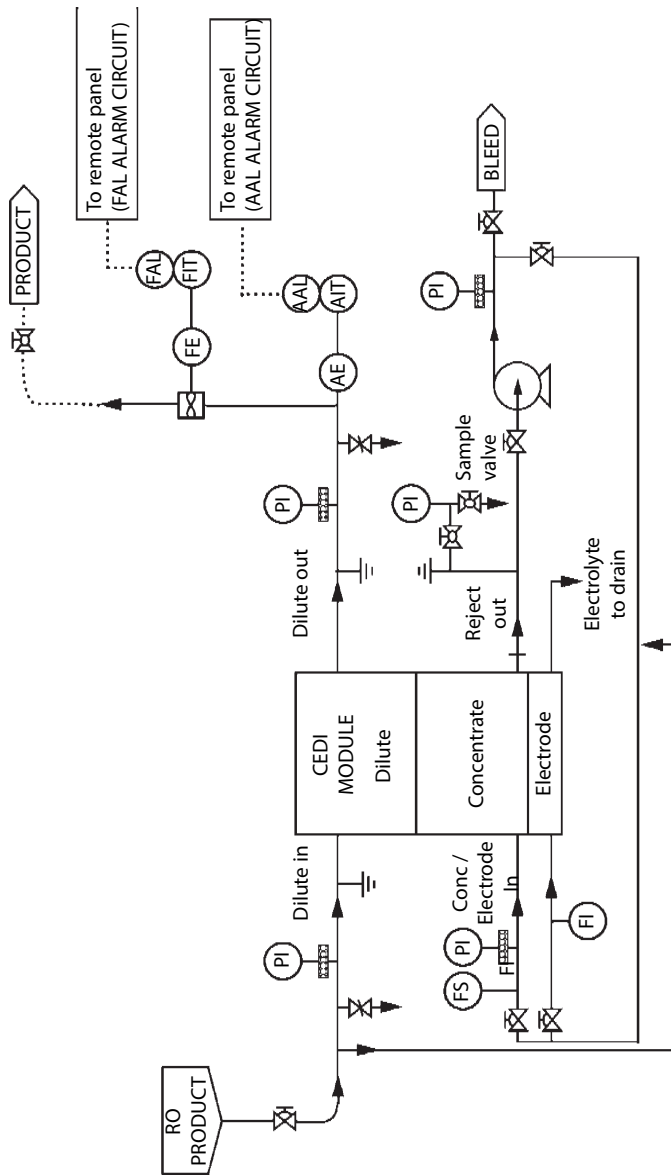 RO
PRODUCT
PI
Dilute in
CEDI
MODULE
Dilute
Dilute out
PI
AE
AIT
AAL
To remote panel
(AAL ALARM CIRCUIT)
FE
FIT
FAL
To remote panel
(FAL ALARM CIRCUIT)
PRODUCT
FS
PI
FI
Conc /
Electrode
In
Concentrate
Reject
out
PI
Sample
valve
PI
BLEED
FI
Electrode
Electrolyte
to drain